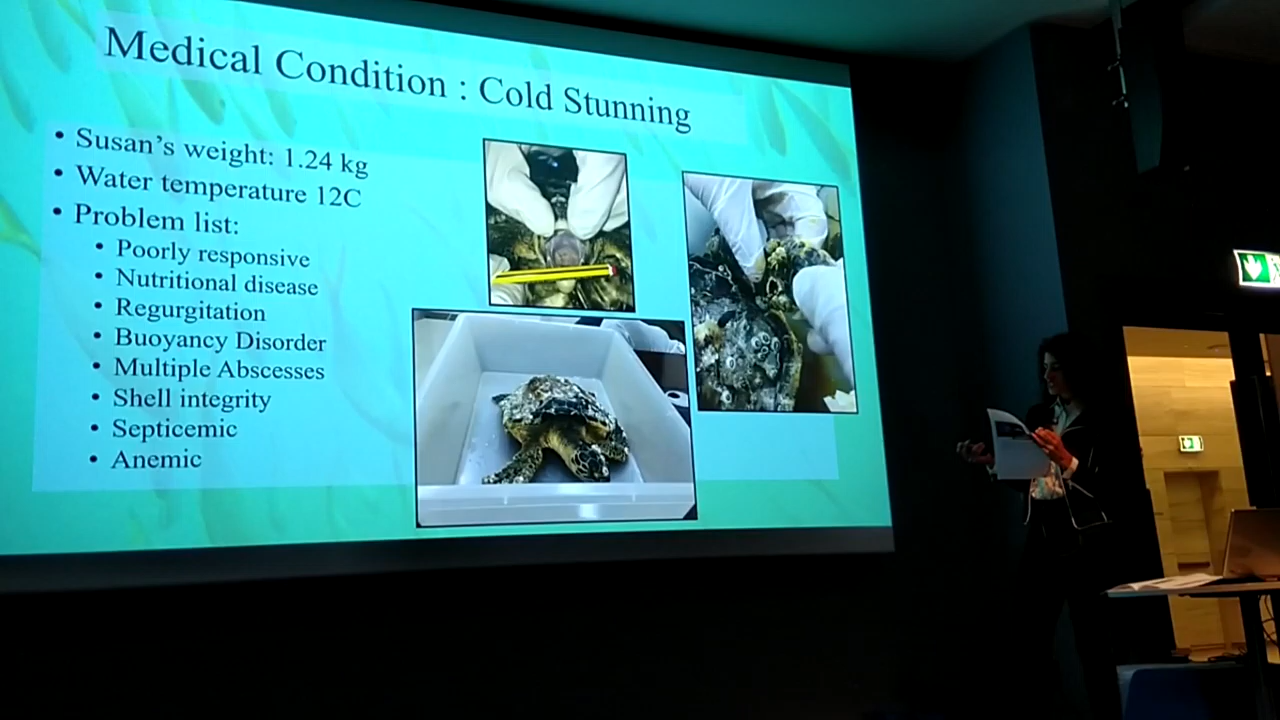 Medical Condition : Cold Stunning
• Susan's weight: 1.24 kg
• Water temperature 12C
• Problem list:
• Poorly responsive
• Nutritional disease
• Regurgitation
• Buoyancy Disorder
• Multiple Abscesses
• Shell integrity
• Septicemic
• Anemic